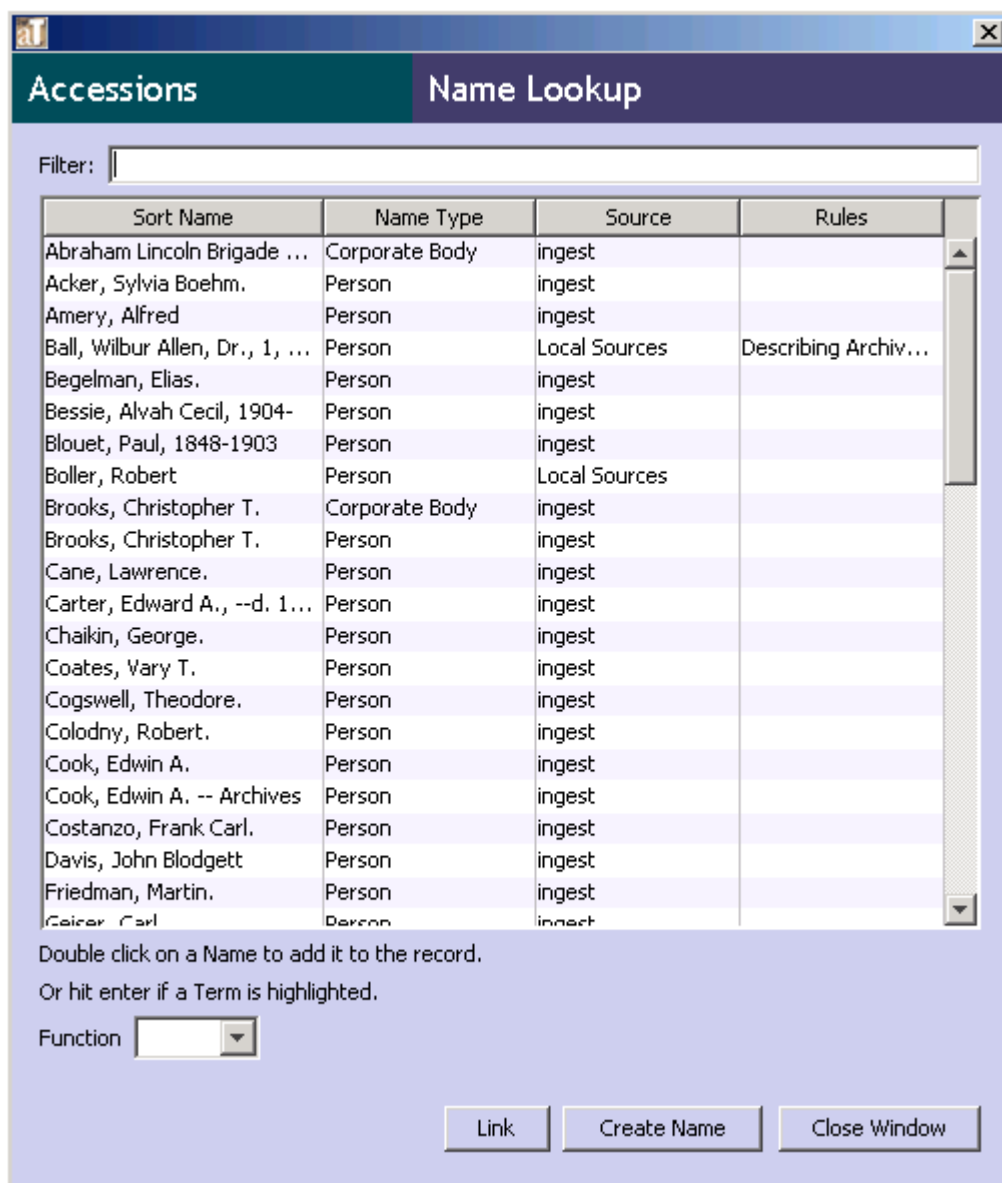 aT
Accessions Name Lookup
Filter:
Sort Name Name Type Source Rules
Abraham Lincoln Brigade ... Corporate Body ingest
Acker, Sylvia Boehm. Person ingest
Amery, Alfred Person ingest
Ball, Wilbur Allen, Dr., 1, ... Person Local Sources Describing Archiv...
Begelman, Elias. Person ingest
Bessie, Alvah Cecil, 1904- Person ingest
Blouet, Paul, 1848-1903 Person ingest
Boller, Robert Person Local Sources
Brooks, Christopher T. Corporate Body ingest
Brooks, Christopher T. Person ingest
Cane, Lawrence. Person ingest
Carter, Edward A., --d. 1... Person ingest
Chaikin, George. Person ingest
Coates, Vary T. Person ingest
Cogswell, Theodore. Person ingest
Colodny, Robert. Person ingest
Cook, Edwin A. Person ingest
Cook, Edwin A. -- Archives Person ingest
Costanzo, Frank Carl. Person ingest
Davis, John Blodgett Person ingest
Friedman, Martin. Person ingest
Geiser, Carl Person ingest
Double click on a Name to add it to the record.
Or hit enter if a Term is highlighted.
Function
Link Create Name Close Window